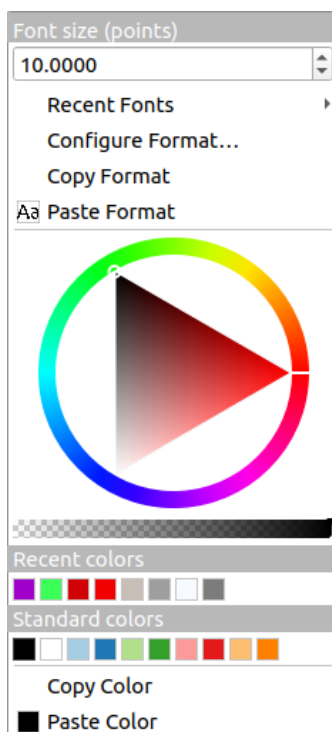 Font size (points)
10.0000
Recent Fonts
Configure Format…
Copy Format
Aa Paste Format
Recent colors
Standard colors
Copy Color
Paste Color